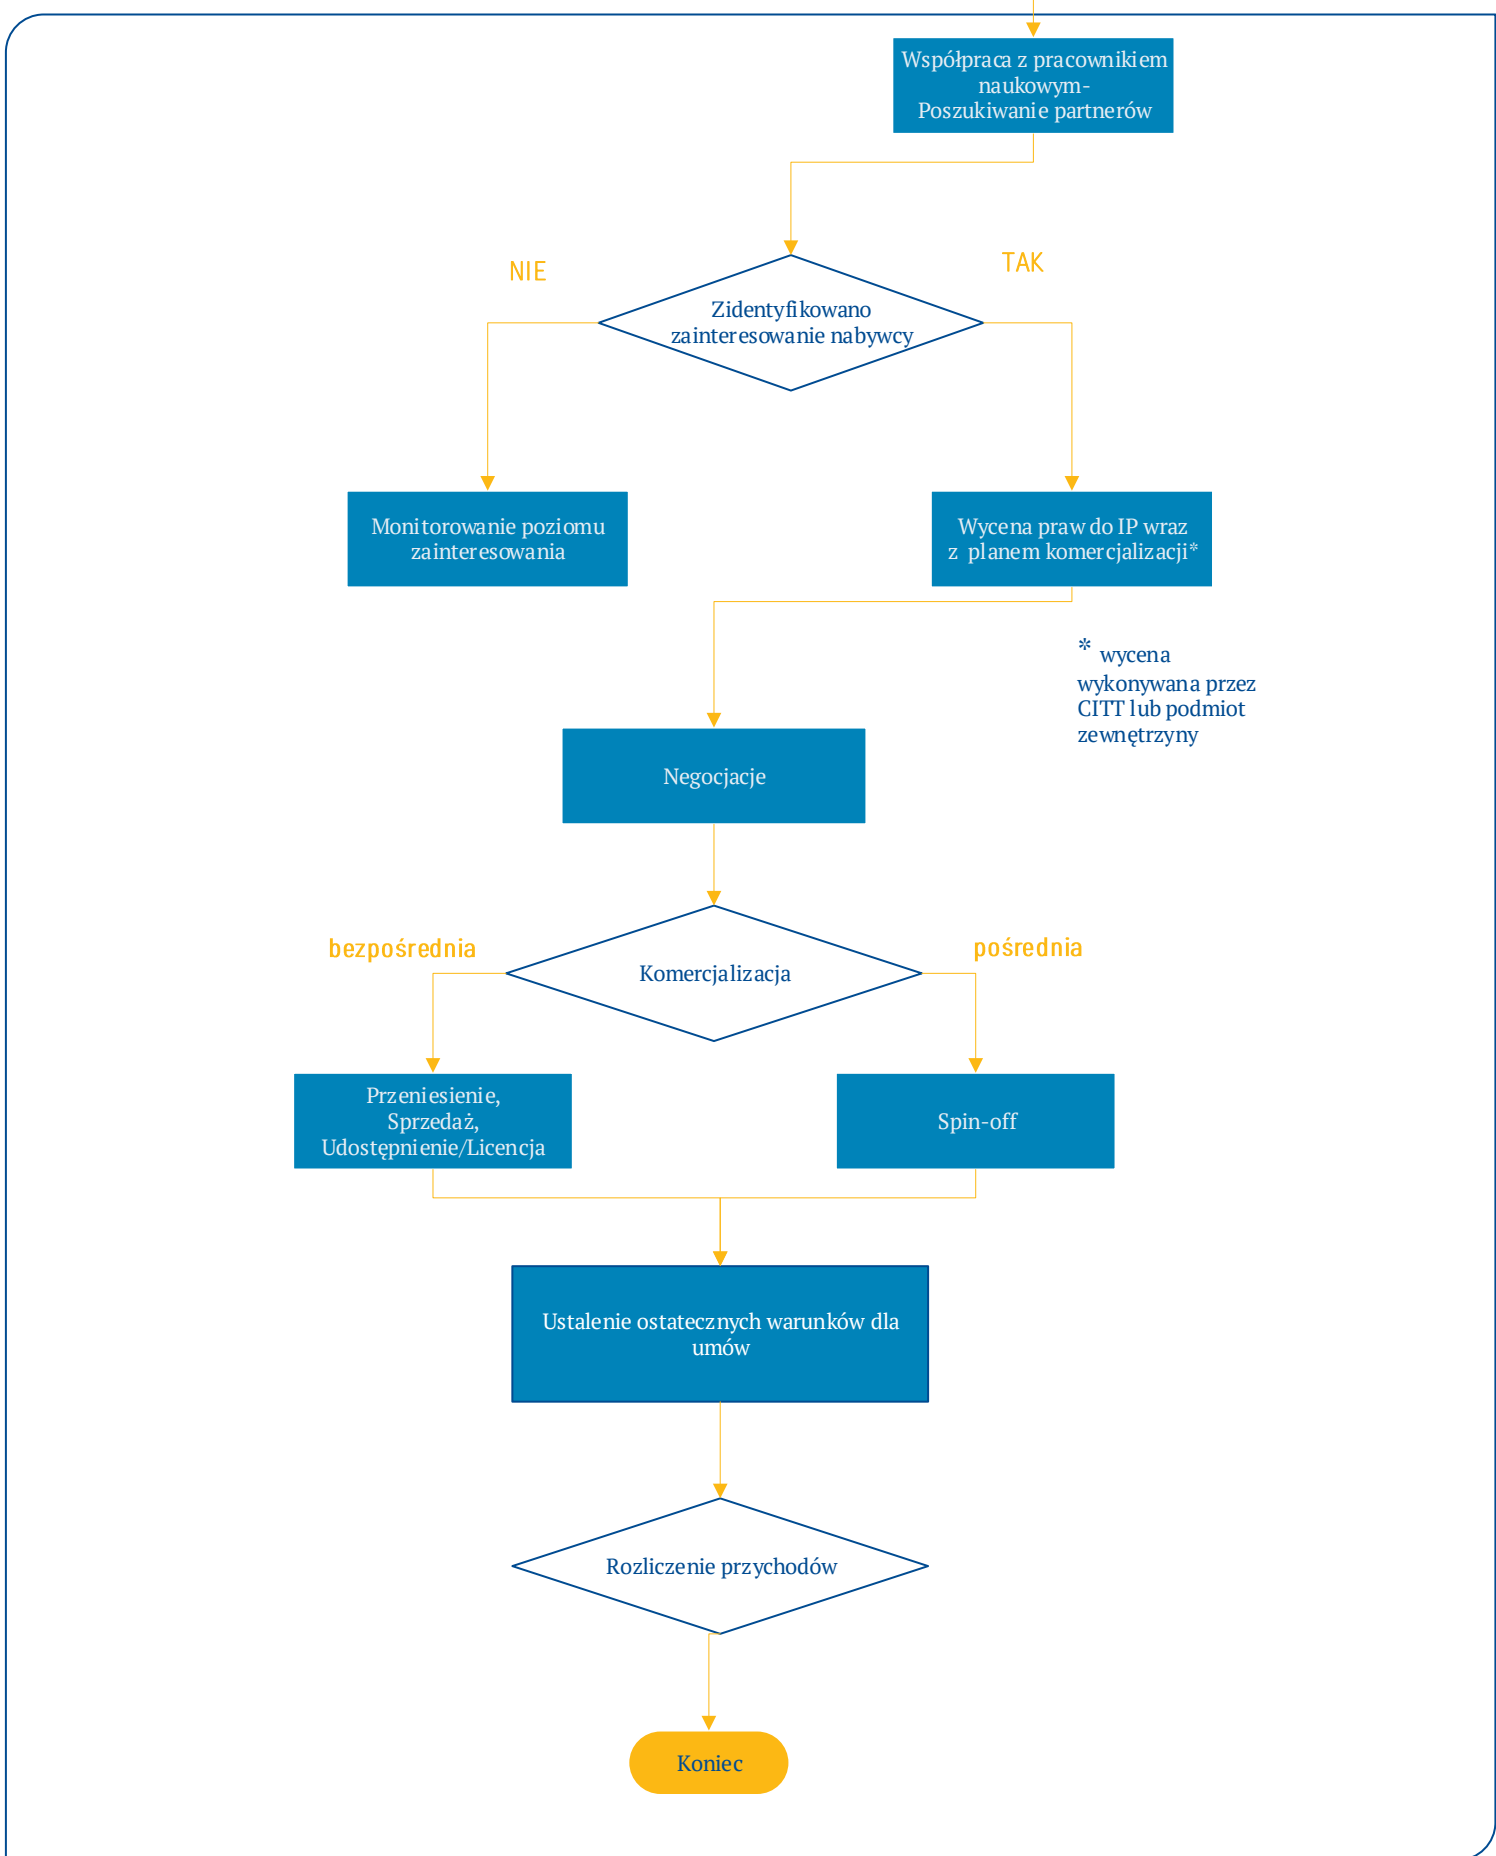 Współpraca z pracownikiem
naukowym-
Poszukiwanie partnerów
NIE
TAK
Zidentyfikowano
zainteresowanie nabywcy
Monitorowanie poziomu
zainteresowania
Wycena praw do IP wraz
z planem komercjalizacji*
* wycena
wykonywana przez
CITT lub podmiot
zewnętrzyny
Negocjacje
bezpośrednia
pośrednia
Komercjalizacja
Przeniesienie,
Sprzedaż,
Udostępnienie/Licencja
Spin-off
Ustalenie ostatecznych warunków dla
umów
Rozliczenie przychodów
Koniec